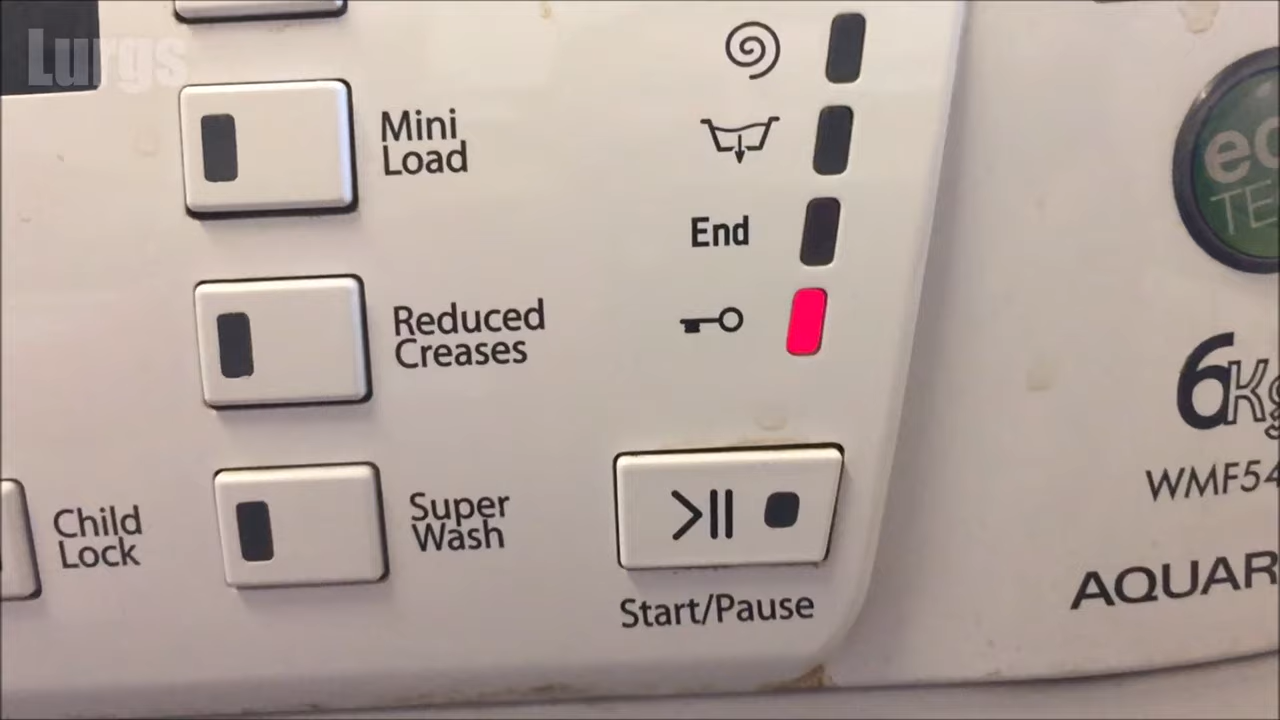 Lurgs
Mini
Load
End
Reduced
Creases
6Kg
WMF54
Super
Wash
Child
Lock
AQUAR
Start/Pause